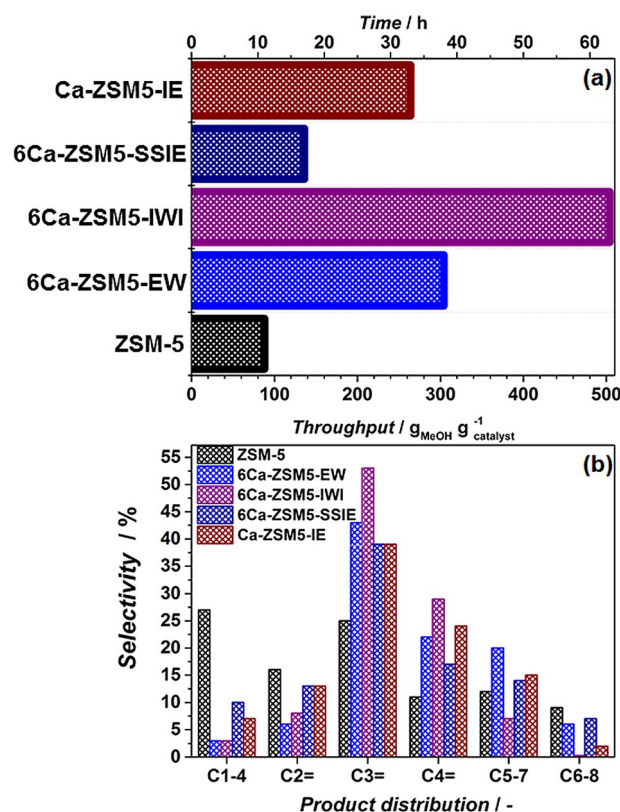 Time / h
0 10 20 30 40 50 60
(a)
Ca-ZSM5-IE
6Ca-ZSM5-SSIE
6Ca-ZSM5-IWI
6Ca-ZSM5-EW
ZSM-5
0 100 200 300 400 500
Throughput / gMeOH g-1catalyst
(b)
ZSM-5
6Ca-ZSM5-EW
6Ca-ZSM5-IWI
6Ca-ZSM5-SSIE
Ca-ZSM5-IE
Selectivity / %
55
50
45
40
35
30
25
20
15
10
5
0
C1-4 C2= C3= C4= C5-7 C6-8
Product distribution / -